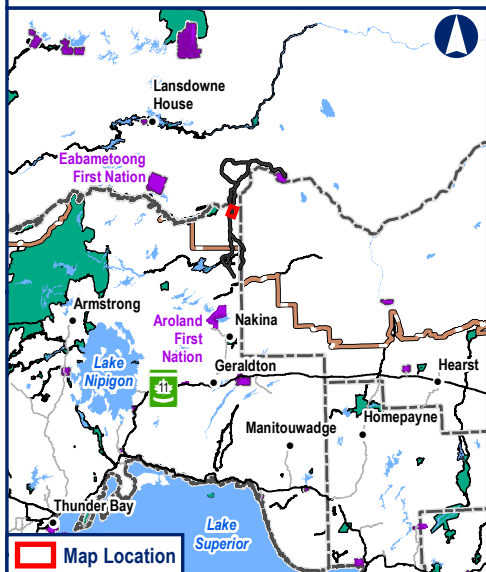 Lansdowne
House
Eabametoong
First Nation
Armstrong
Aroland
First
Nation
Nakina
Lake
Nipigon
Geraldton
Hearst
11
Manitouwadge
Homepayne
Thunder Bay
Lake
Superior
Map Location